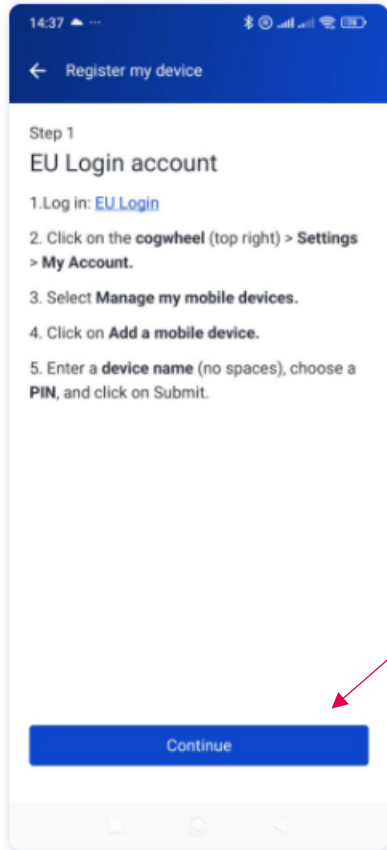 14:37
Register my device
Step 1
EU Login account
1.Log in: EU Login
2. Click on the cogwheel (top right) > Settings
> My Account.
3. Select Manage my mobile devices.
4. Click on Add a mobile device.
5. Enter a device name (no spaces), choose a
PIN, and click on Submit.
Continue